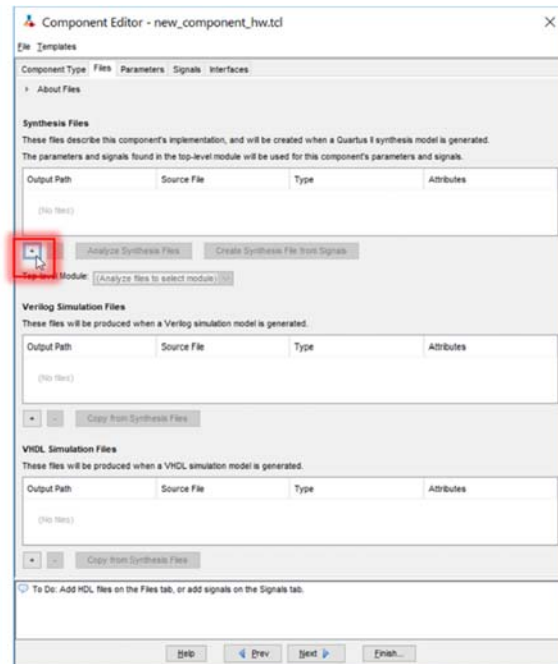 Component Editor - new_component_hw.tcl
File Templates
Component Type Files Parameters Signals Interfaces
About Files
Synthesis Files
These files describe this component's implementation, and will be created when a Quartus II synthesis model is generated.
The parameters and signals found in the top-level module will be used for this component's parameters and signals.
Output Path Source File Type Attributes
(No files)
+ - Analyze Synthesis Files Create Synthesis File from Signals
Top-level Module: (Analyze files to select module)
Verilog Simulation Files
These files will be produced when a Verilog simulation model is generated.
Output Path Source File Type Attributes
(No files)
+ - Copy from Synthesis Files
VHDL Simulation Files
These files will be produced when a VHDL simulation model is generated.
Output Path Source File Type Attributes
(No files)
+ - Copy from Synthesis Files
To Do: Add HDL files on the Files tab, or add signals on the Signals tab.
Help Prev Next Finish...